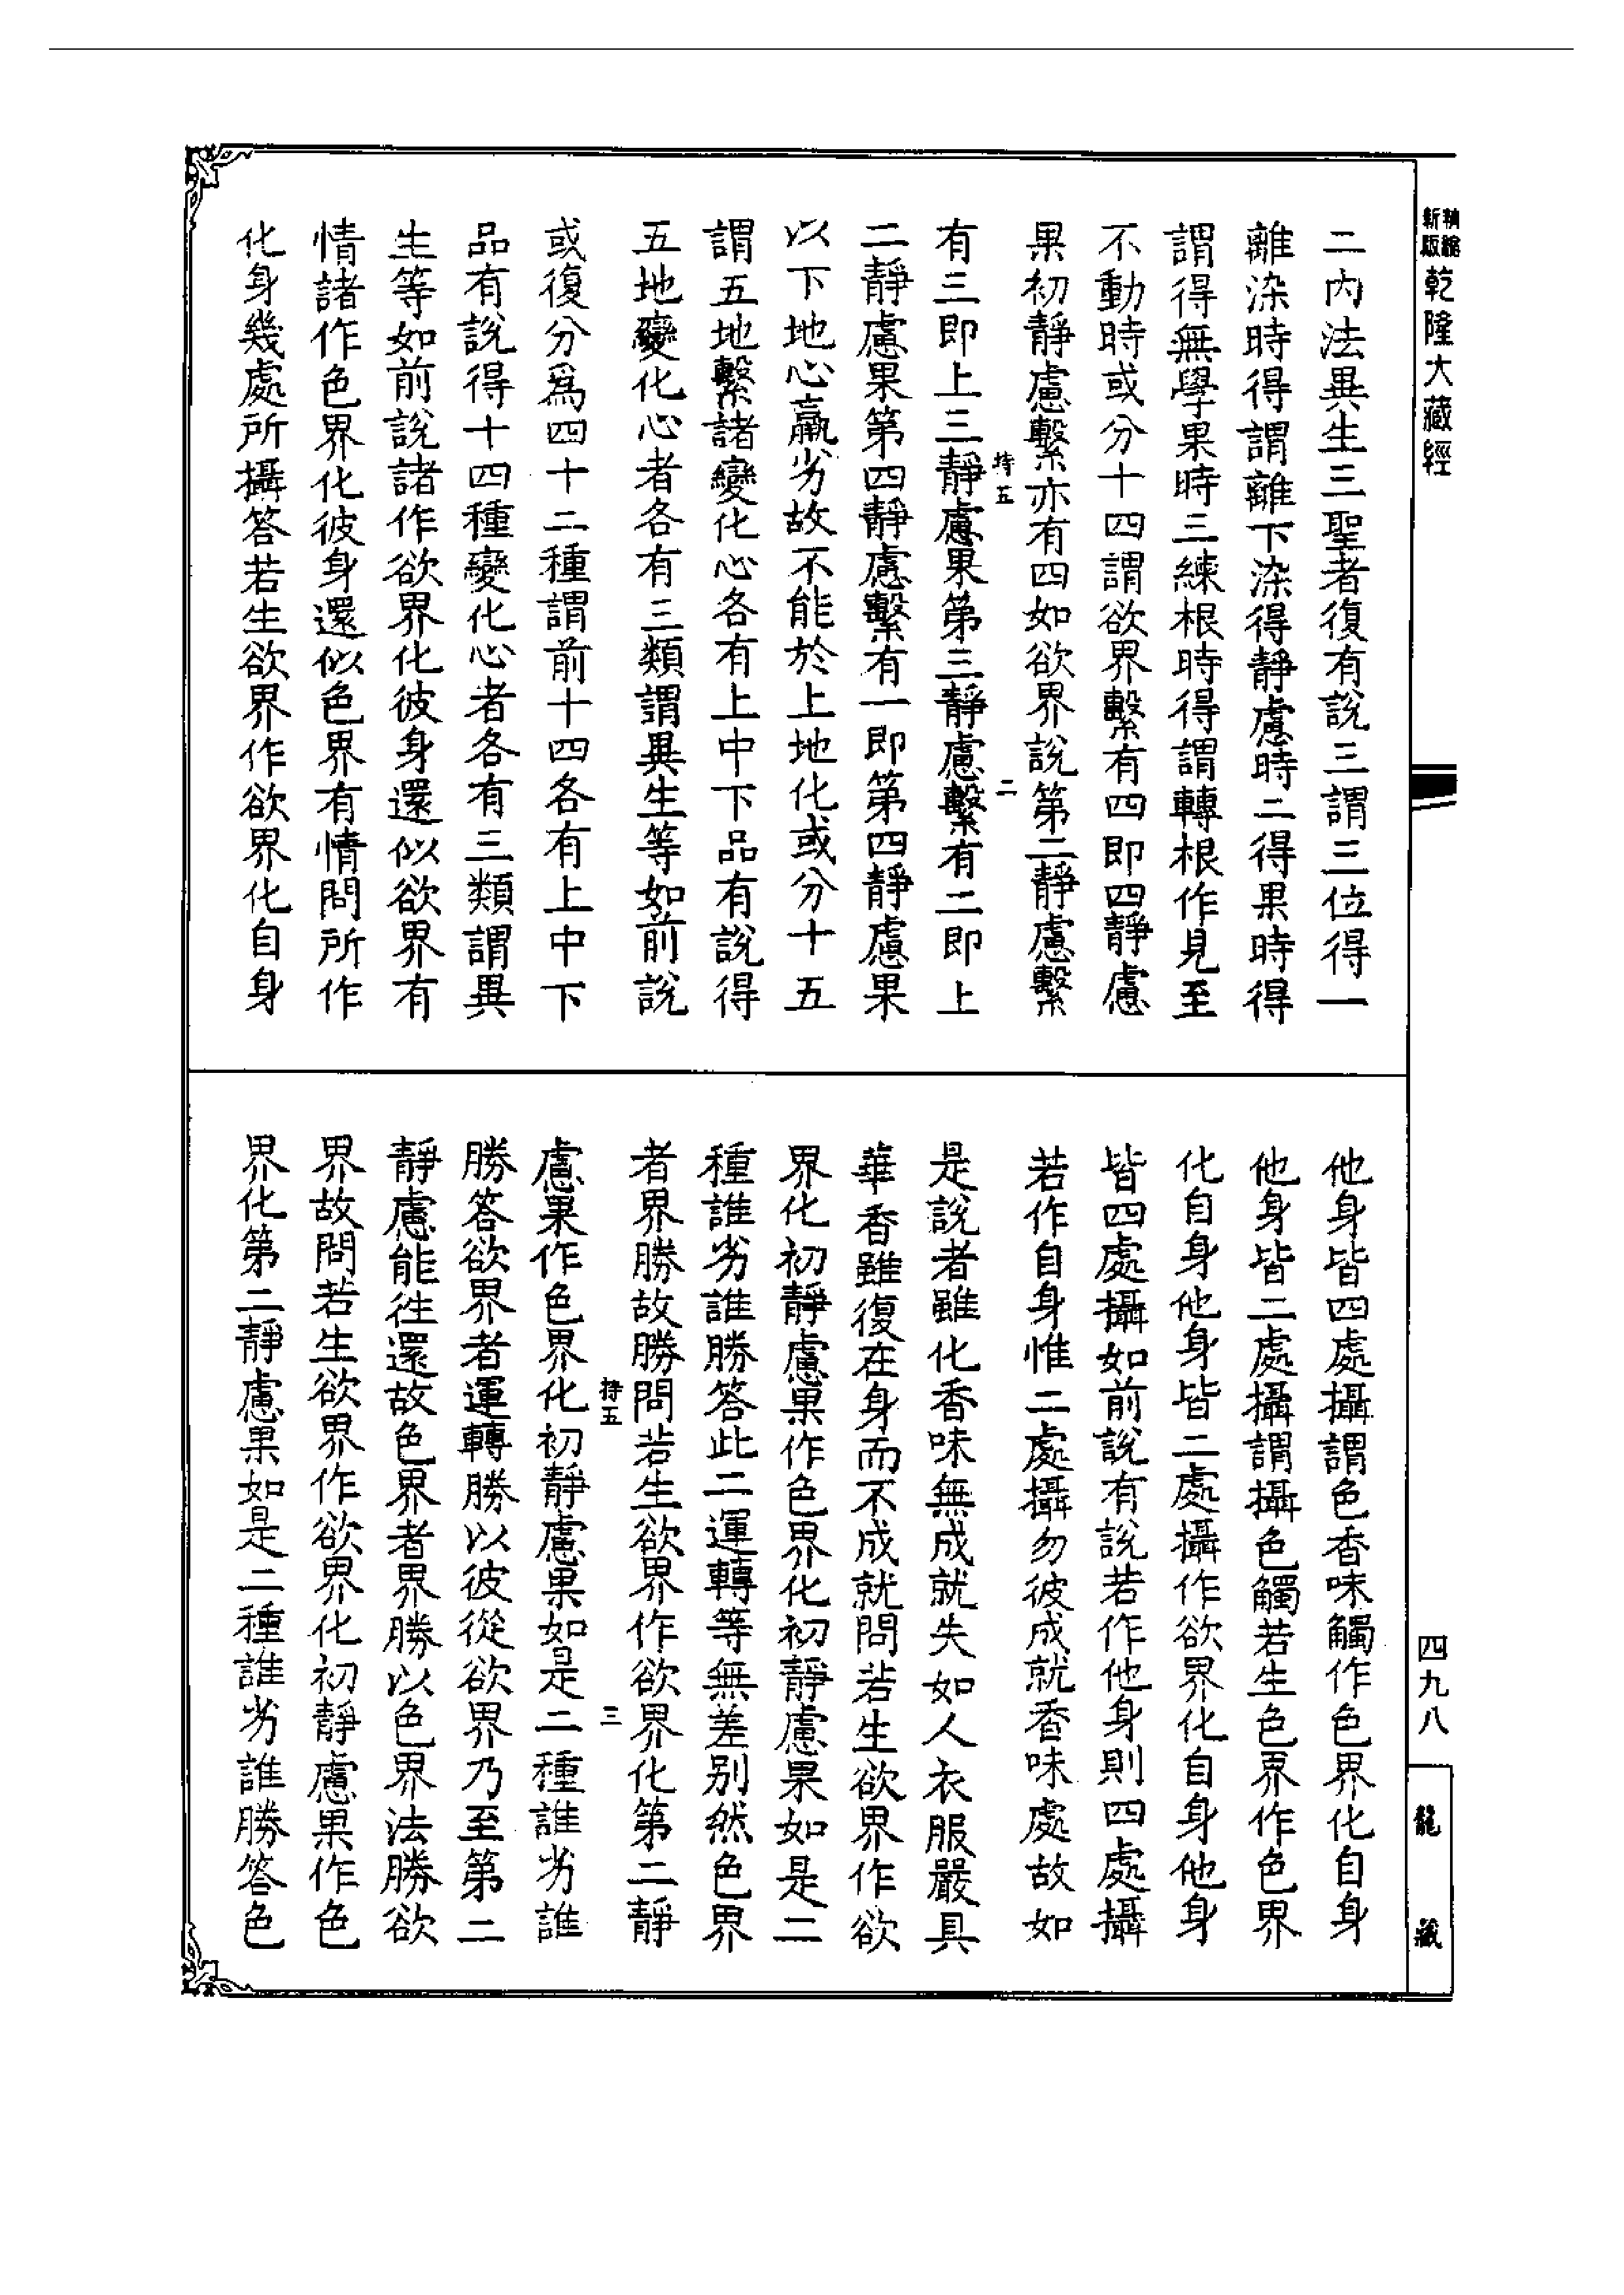 新版
精縮
乾隆大藏經
四九八
龍藏
二內法異生三聖者復有說三謂三位得一
離染時得謂離下染得靜慮時二得果時得
謂得無學果時三練根時得謂轉根作見至
不動時或分十四謂欲界繫有四即四靜慮
果初靜慮繫亦有四如欲界說第二靜慮繫
持五
二
有三即上三靜慮果第三靜慮繫有二即上
二靜慮果第四靜慮繫有一即第四靜慮果
以下地心羸劣故不能於上地化或分十五
謂五地繫諸變化心各有上中下品有說得
五地變化心者各有三類謂異生等如前說
或復分爲四十二種謂前十四各有上中下
品有說得十四種變化心者各有三類謂異
生等如前說諸作欲界化彼身還似欲界有
情諸作色界化彼身還似色界有情問所作
化身幾處所攝答若生欲界作欲界化自身
他身皆四處攝謂色香味觸作色界化自身
他身皆二處攝謂攝色觸若生色界作色界
化自身他身皆二處攝作欲界化自身他身
皆四處攝如前說有說若作他身則四處攝
若作自身惟二處攝勿彼成就香味處故如
是說者雖化香味無成就失如人衣服嚴具
華香雖復在身而不成就問若生欲界作欲
界化初靜慮果作色界化初靜慮果如是二
種誰劣誰勝答此二運轉等無差別然色界
者界勝故勝問若生欲界作欲界化第二靜
持五
三
慮果作色界化初靜慮果如是二種誰劣誰
勝答欲界者運轉勝以彼從欲界乃至第二
靜慮能往還故色界者界勝以色界法勝欲
界故問若生欲界作欲界化初靜慮果作色
界化第二靜慮果如是二種誰劣誰勝答色